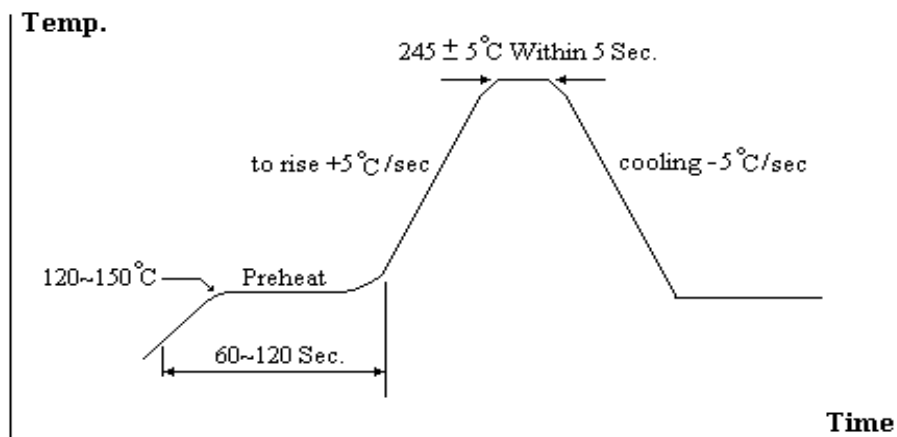 Temp.
245 ± 5°C Within 5 Sec.
to rise +5°C/sec
cooling -5°C/sec
120~150°C
Preheat
60~120 Sec.
Time